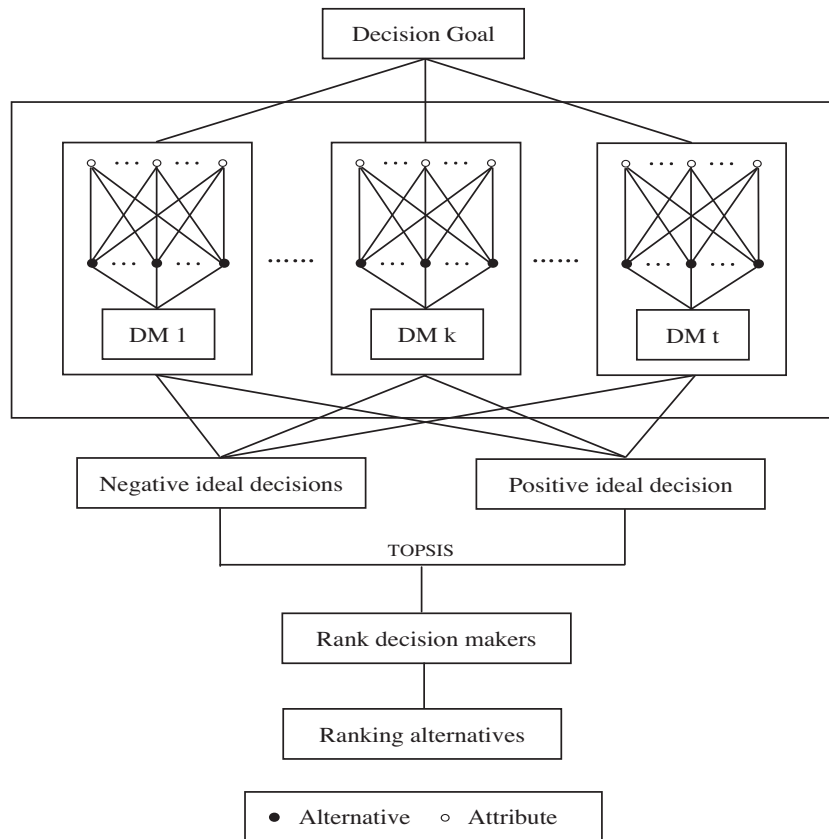 Decision Goal
... ... ... ... ... ...
... ... ...... ... ... ...... ... ...
DM 1 DM k DM t
Negative ideal decisions Positive ideal decision
TOPSIS
Rank decision makers
Ranking alternatives
Alternative Attribute